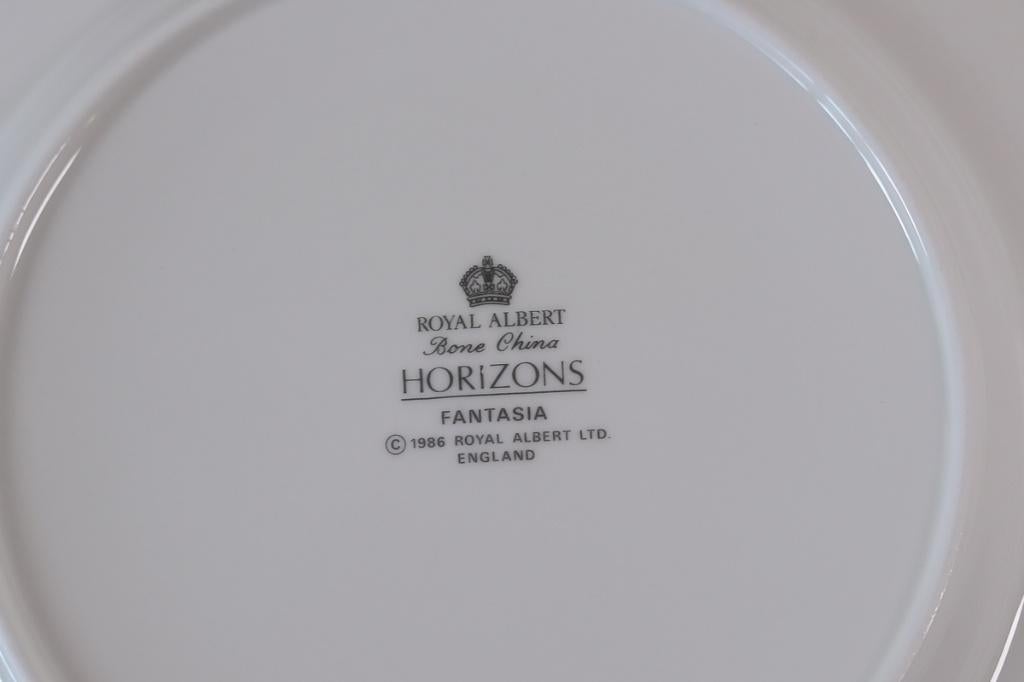 ROYAL ALBERT
Bone China
HORIZONS
FANTASIA
©1986 ROYAL ALBERT LTD.
ENGLAND